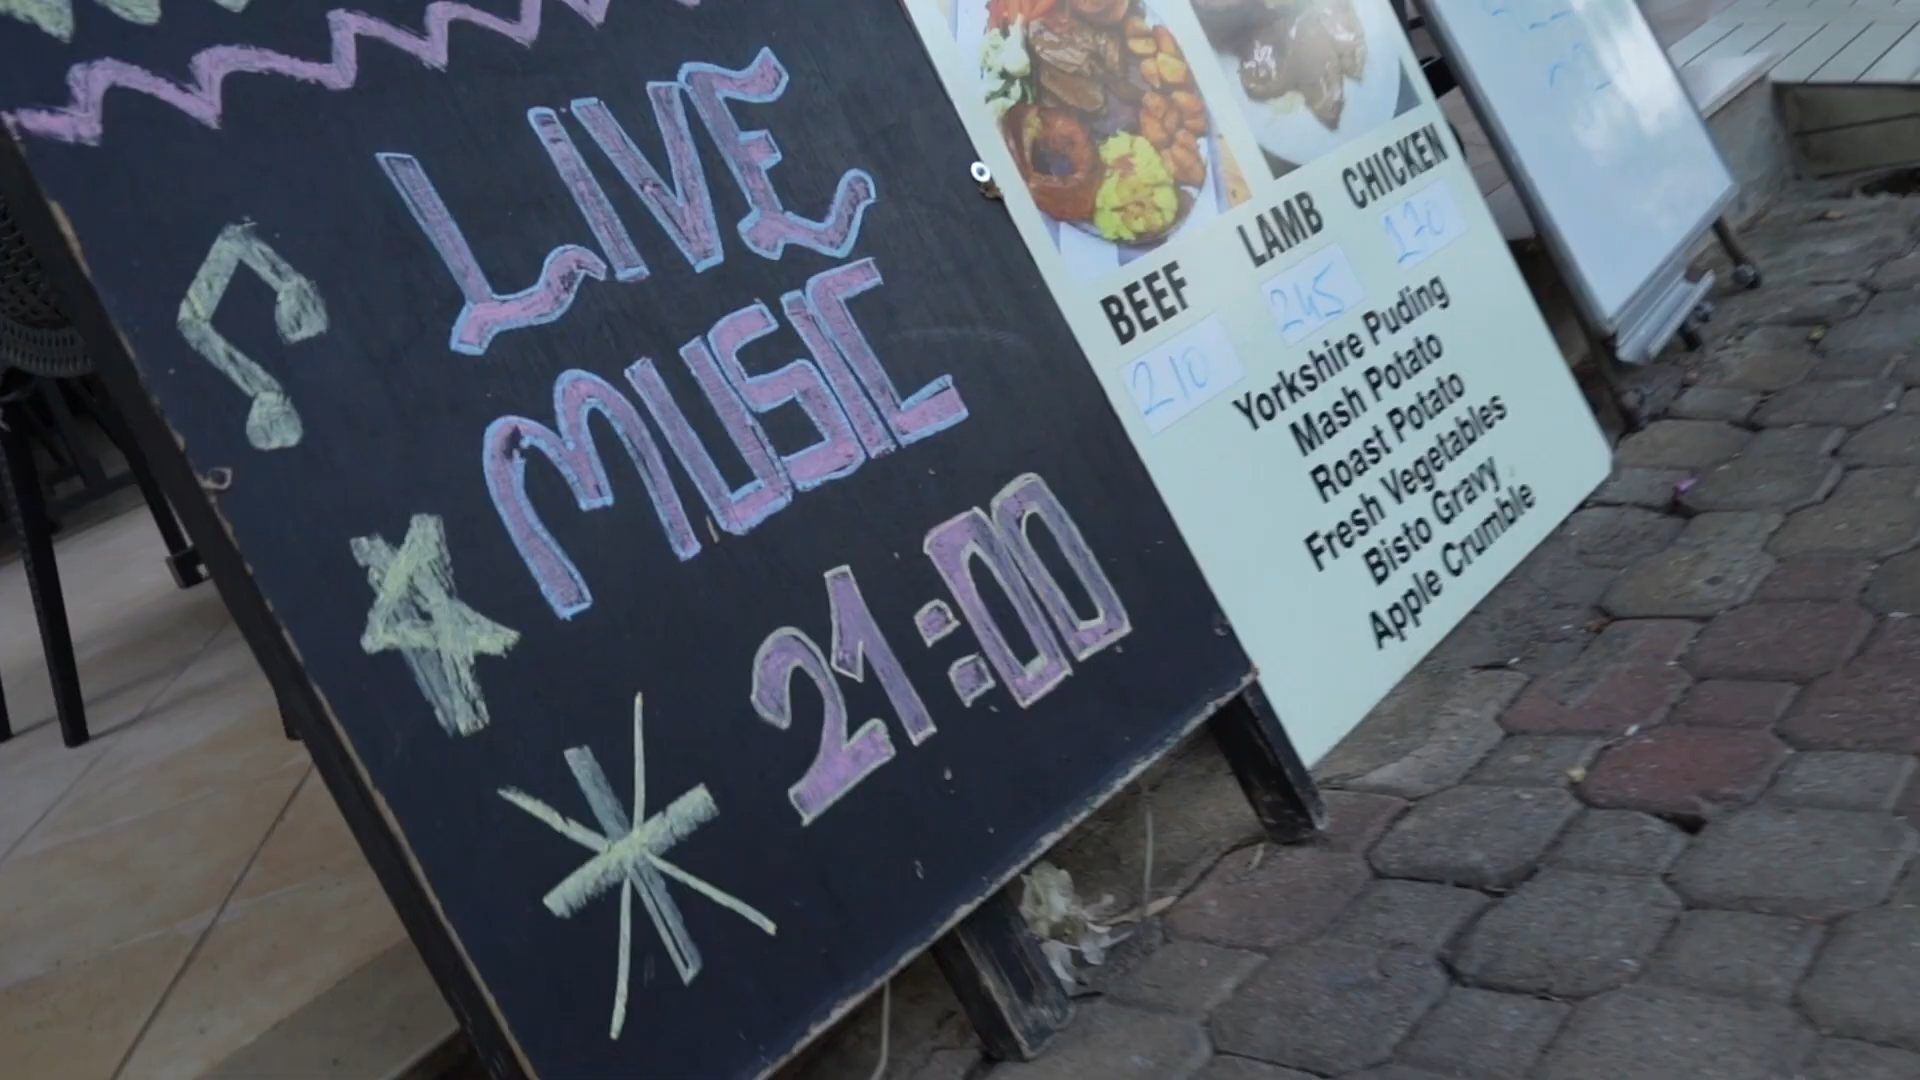 LIVE
MUSIC
21:00
BEEF LAMB CHICKEN
210 245 170
Yorkshire Puding
Mash Potato
Roast Potato
Fresh Vegetables
Bisto Gravy
Apple Crumble